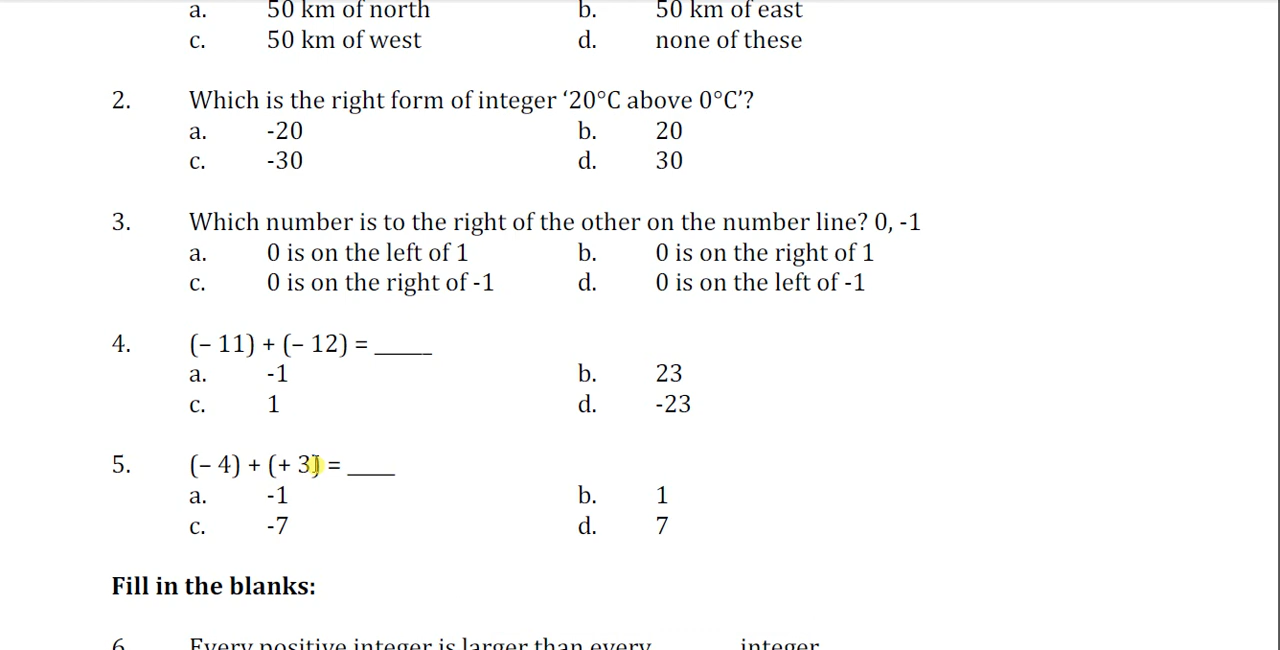 a. 50 km of north b. 50 km of east
c. 50 km of west d. none of these
2. Which is the right form of integer ‘20°C above 0°C’?
a. -20 b. 20
c. -30 d. 30
3. Which number is to the right of the other on the number line? 0, -1
a. 0 is on the left of 1 b. 0 is on the right of 1
c. 0 is on the right of -1 d. 0 is on the left of -1
4. (– 11) + (– 12) = _____
a. -1 b. 23
c. 1 d. -23
5. (– 4) + (+ 3) = ____
a. -1 b. 1
c. -7 d. 7
Fill in the blanks:
6. Every positive integer is larger than every _______ integer